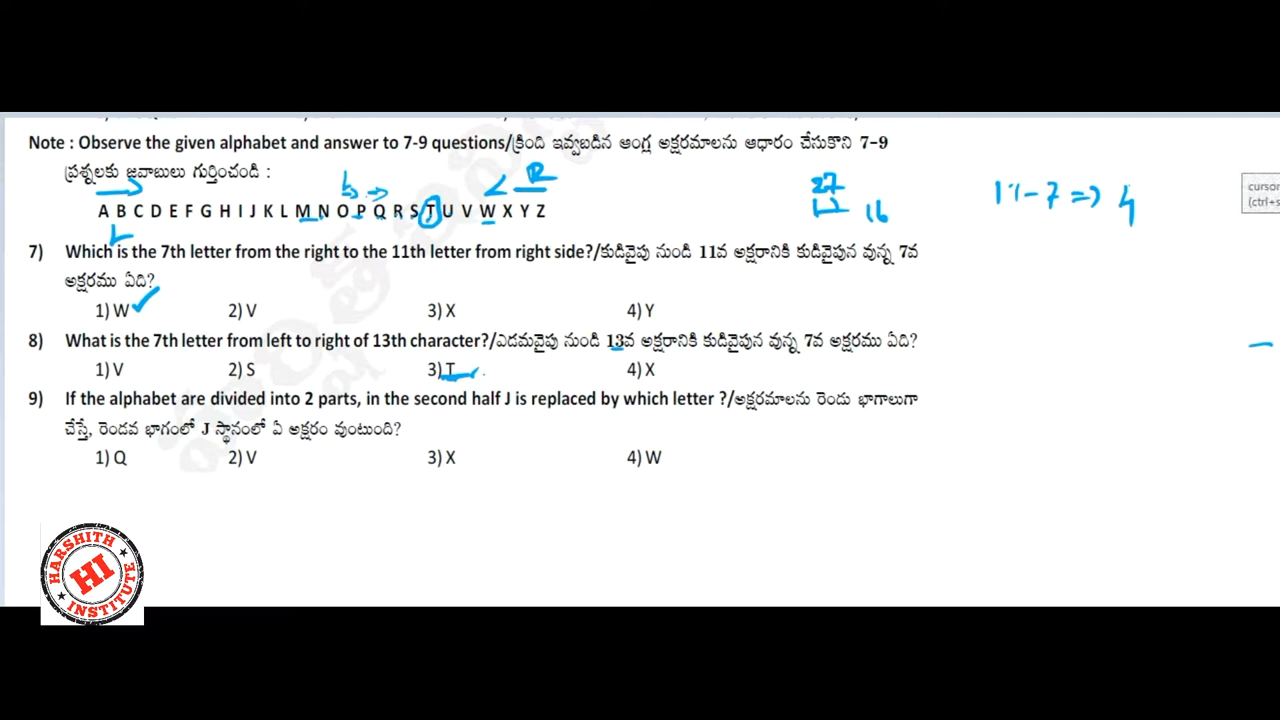 Note : Observe the given alphabet and answer to 7-9 questions/క్రింది ఇవ్వబడిన ఆంగ్ల అక్షరమాలను ఆధారం చేసుకొని 7-9
ప్రశ్నలకు జవాబులు గుర్తించండి :
R
27
16
11-7 => 4
A B C D E F G H I J K L M N O P Q R S T U V W X Y Z
L
7) Which is the 7th letter from the right to the 11th letter from right side?/కుడివైపు నుండి 11వ అక్షరానికి కుడివైపున వున్న 7వ
అక్షరము ఏది?
1) W 2) V 3) X 4) Y
8) What is the 7th letter from left to right of 13th character?/ఎడమవైపు నుండి 13వ అక్షరానికి కుడివైపున వున్న 7వ అక్షరము ఏది?
1) V 2) S 3) T 4) X
9) If the alphabet are divided into 2 parts, in the second half J is replaced by which letter ?/అక్షరమాలను రెండు భాగాలుగా
చేస్తే, రెండవ భాగంలో J స్థానంలో ఏ అక్షరం వుంటుంది?
1) Q 2) V 3) X 4) W
cursor
(ctrl+s
HARSHITH
HI
INSTITUTE